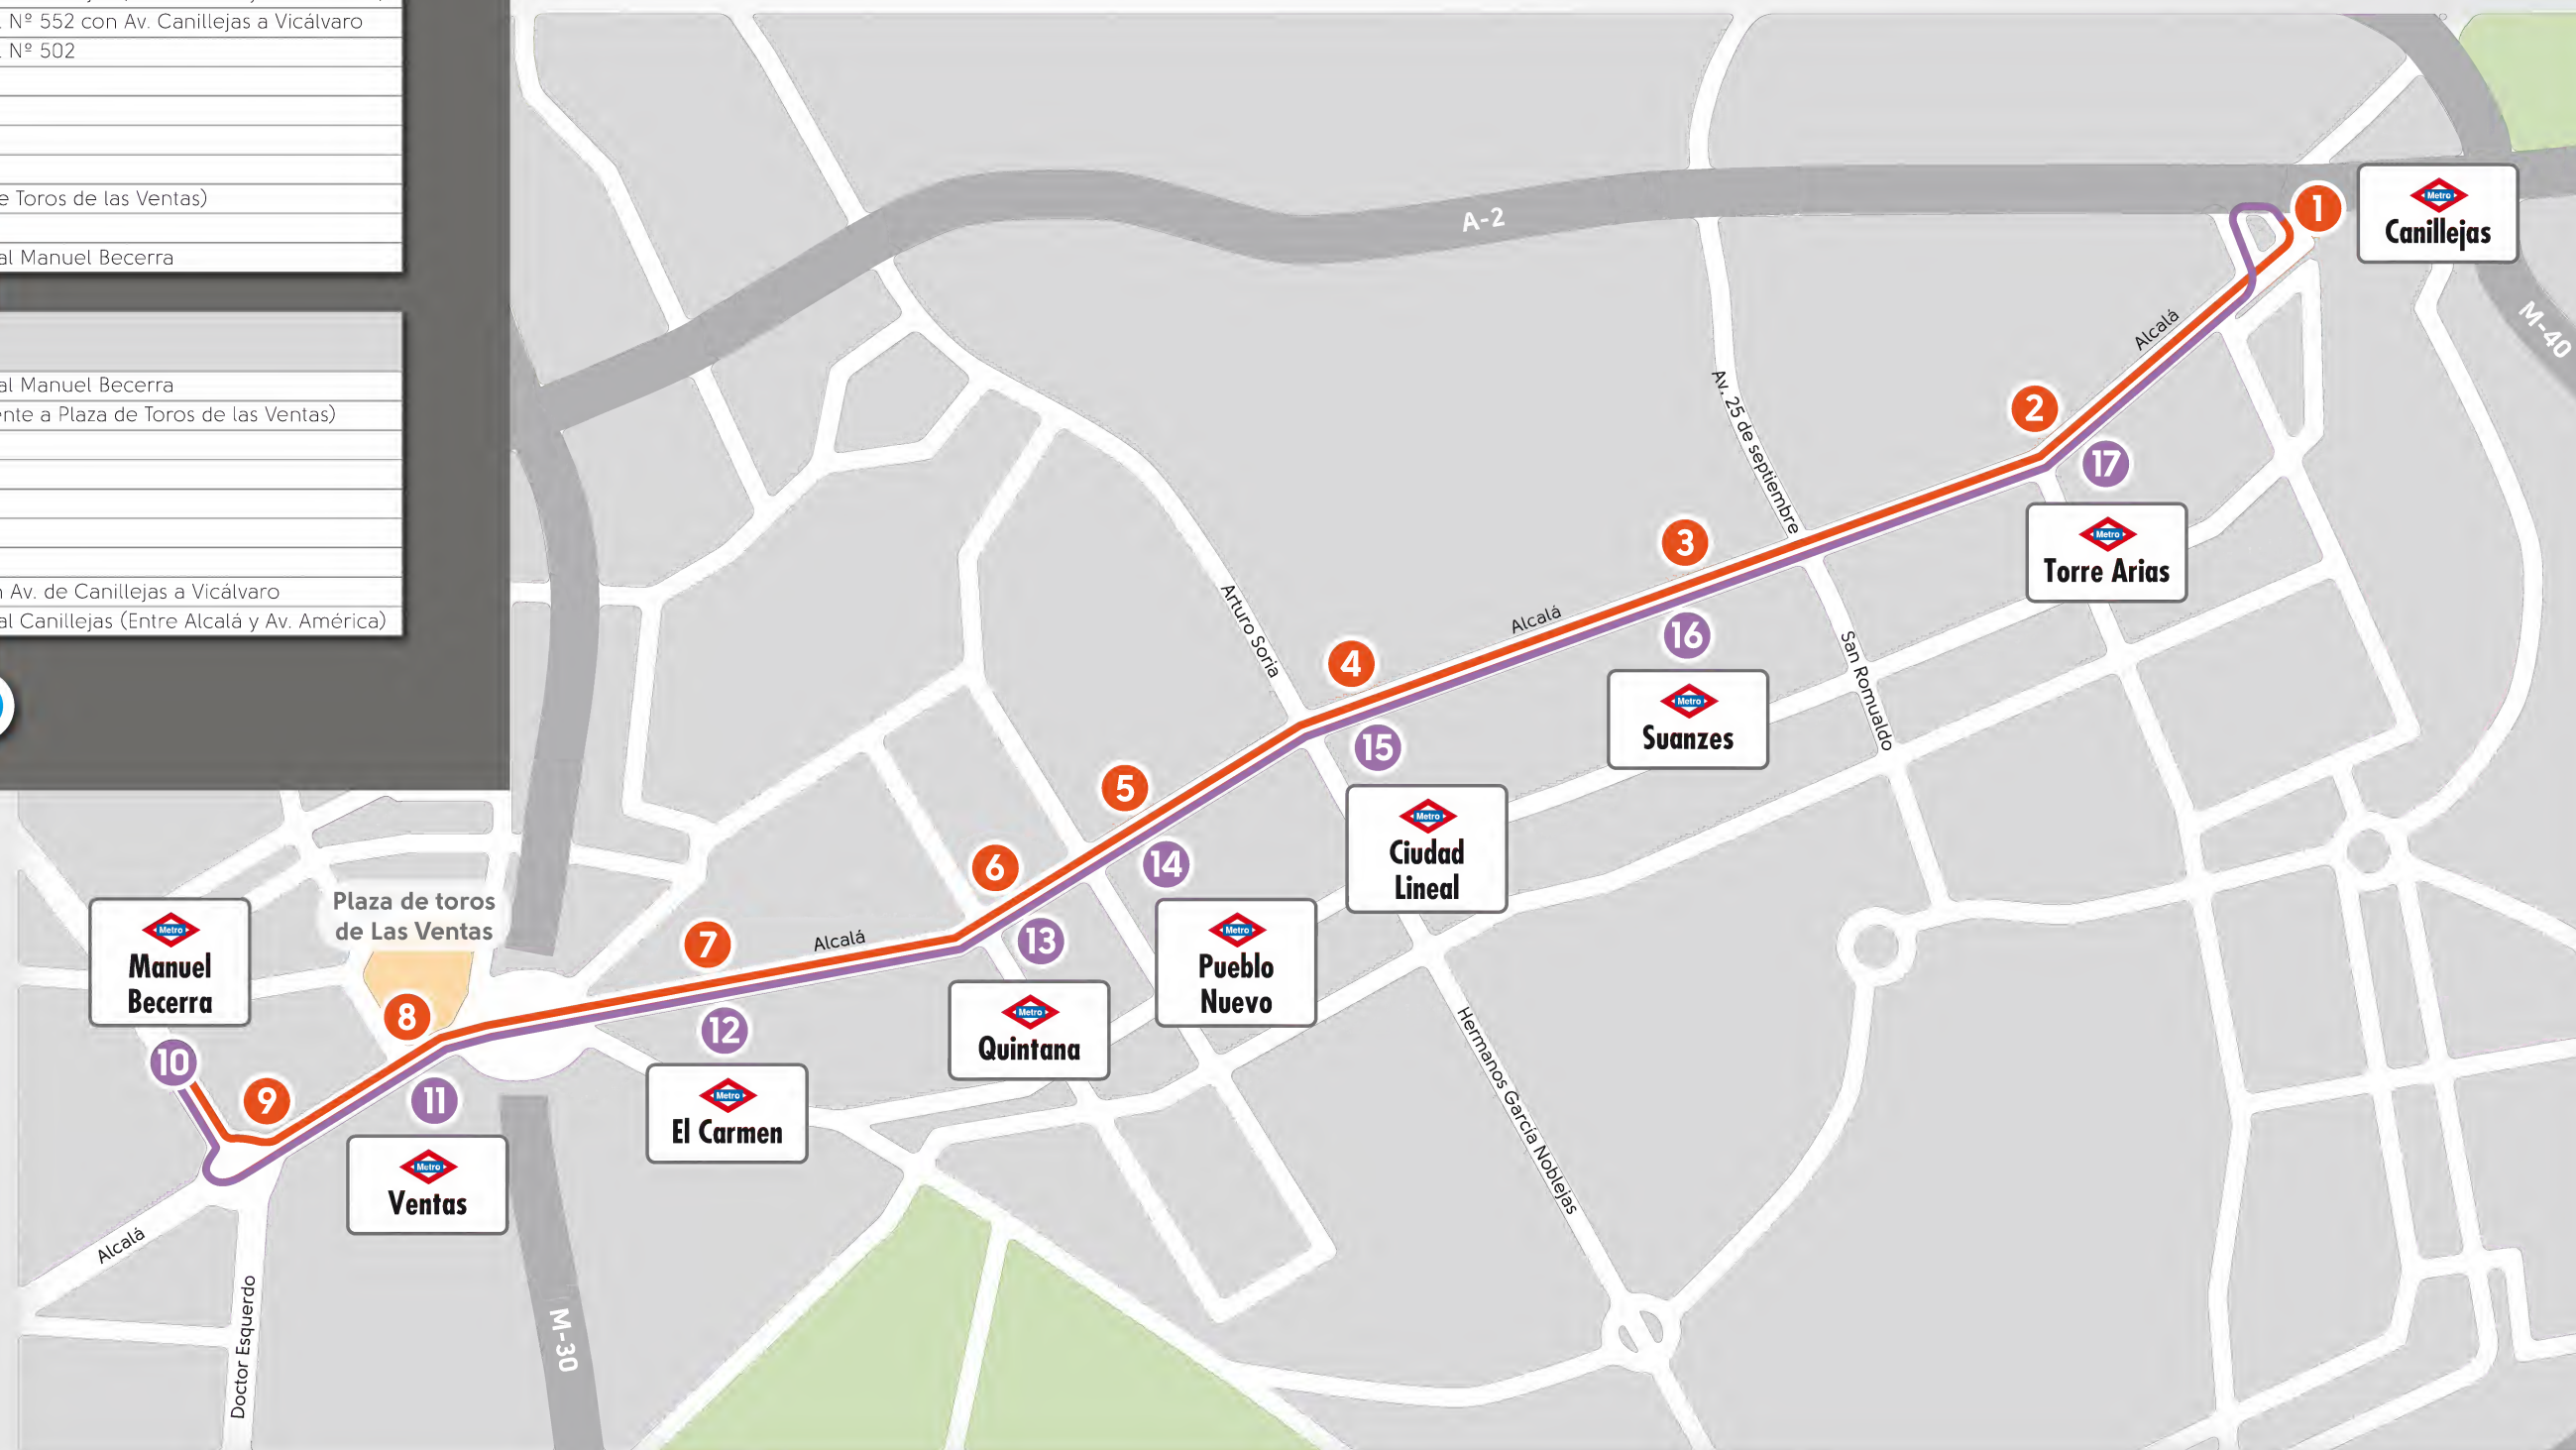 Nº 552 con Av. Canillejas a Vicálvaro
Nº 502
e Toros de las Ventas)
al Manuel Becerra
al Manuel Becerra
nte a Plaza de Toros de las Ventas)
Av. de Canillejas a Vicálvaro
al Canillejas (Entre Alcalá y Av. América)
A-2
1
Metro
Canillejas
M-40
Alcalá
Av. 25 de septiembre
2
17
Metro
Torre Arias
3
Alcalá
16
Arturo Soria
4
San Romualdo
Metro
Suanzes
15
5
Metro
Ciudad
Lineal
6
14
Plaza de toros
de Las Ventas
7
Alcalá
13
Metro
Pueblo
Nuevo
Metro
Manuel
Becerra
8
12
Metro
Quintana
Hermanos García Noblejas
10
9
11
Metro
El Carmen
Metro
Ventas
Alcalá
Doctor Esquerdo
M-30